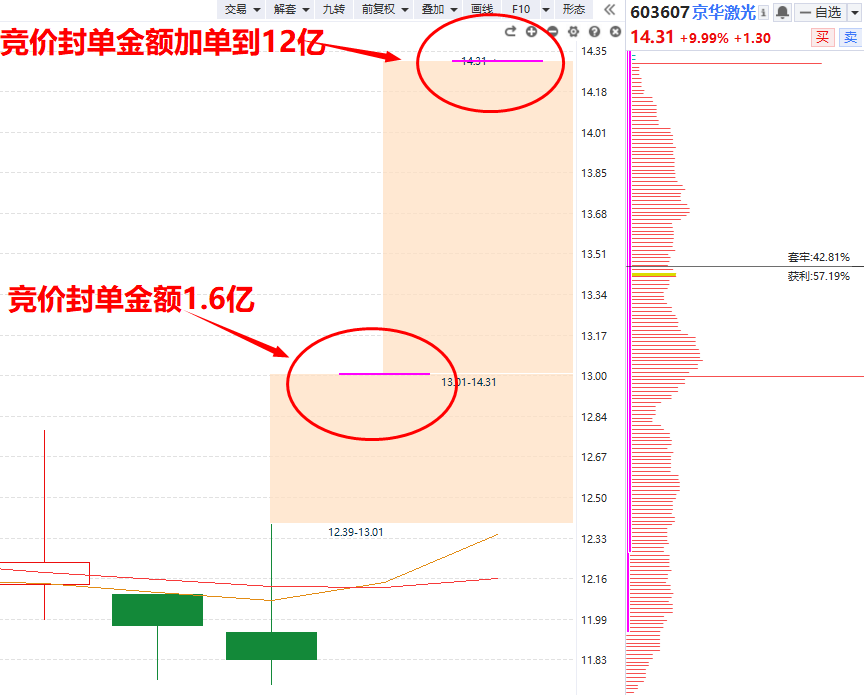 交易 解套 九转 前复权 叠加 画线 F10 形态
603607 京华激光 自选
14.31 +9.99% +1.30 买 卖
竞价封单金额加单到12亿
14.31
竞价封单金额1.6亿
13.01-14.31
12.39-13.01
14.35
14.18
14.01
13.85
13.68
13.51
13.34
13.17
13.00
12.84
12.67
12.50
12.33
12.16
11.99
11.83
套牢:42.81%
获利:57.19%